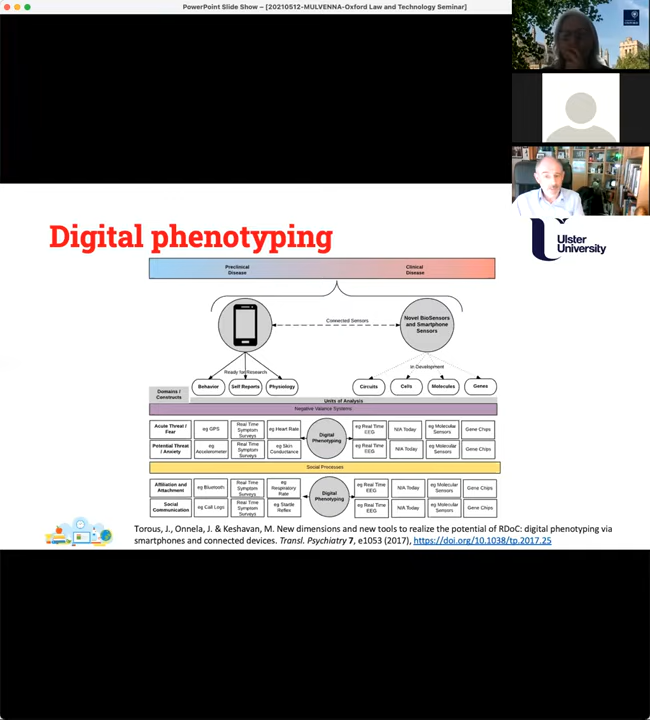 PowerPoint Slide Show – [20210512-MULVENNA-Oxford Law and Technology Seminar]
Digital phenotyping
Ulster
University
Preclinical
Disease
Clinical
Disease
Connected Sensors
Novel BioSensors
and Smartphone
Sensors
Ready for Research
In Development
Behavior
Self Reports
Physiology
Circuits
Cells
Molecules
Genes
Domains /
Constructs
Units of Analysis
Negative Valance Systems
Acute Threat /
Fear
eg GPS
Real Time
Symptom
Surveys
eg Heart Rate
Digital
Phenotyping
eg Real Time
EEG
N/A Today
eg Molecular
Sensors
Gene Chips
Potential Threat
/ Anxiety
eg
Accelerometer
Real Time
Symptom
Surveys
eg Skin
Conductance
eg Real Time
EEG
N/A Today
eg Molecular
Sensors
Gene Chips
Social Processes
Affiliation and
Attachment
eg Bluetooth
Real Time
Symptom
Surveys
eg
Respiratory
Rate
Digital
Phenotyping
eg Real Time
EEG
N/A Today
eg Molecular
Sensors
Gene Chips
Social
Communication
eg Call Logs
Real Time
Symptom
Surveys
eg Startle
Reflex
eg Real Time
EEG
N/A Today
eg Molecular
Sensors
Gene Chips
Torous, J., Onnela, J. & Keshavan, M. New dimensions and new tools to realize the potential of RDoC: digital phenotyping via
smartphones and connected devices. Transl. Psychiatry 7, e1053 (2017), https://doi.org/10.1038/tp.2017.25